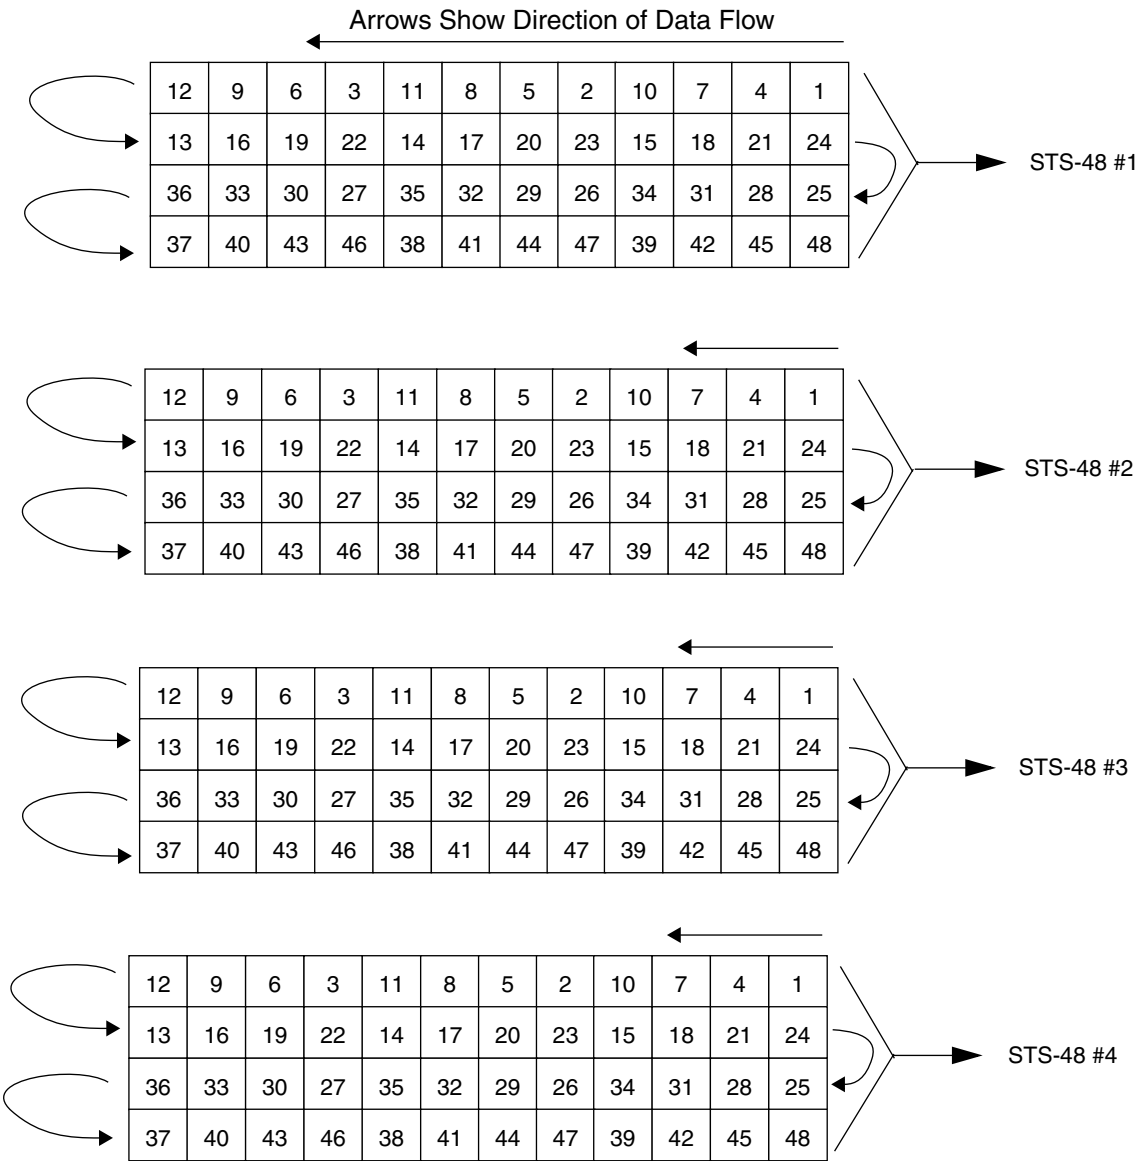 Arrows Show Direction of Data Flow
12 9 6 3 11 8 5 2 10 7 4 1
13 16 19 22 14 17 20 23 15 18 21 24
STS-48 #1
36 33 30 27 35 32 29 26 34 31 28 25
37 40 43 46 38 41 44 47 39 42 45 48
12 9 6 3 11 8 5 2 10 7 4 1
13 16 19 22 14 17 20 23 15 18 21 24
STS-48 #2
36 33 30 27 35 32 29 26 34 31 28 25
37 40 43 46 38 41 44 47 39 42 45 48
12 9 6 3 11 8 5 2 10 7 4 1
13 16 19 22 14 17 20 23 15 18 21 24
STS-48 #3
36 33 30 27 35 32 29 26 34 31 28 25
37 40 43 46 38 41 44 47 39 42 45 48
12 9 6 3 11 8 5 2 10 7 4 1
13 16 19 22 14 17 20 23 15 18 21 24
STS-48 #4
36 33 30 27 35 32 29 26 34 31 28 25
37 40 43 46 38 41 44 47 39 42 45 48